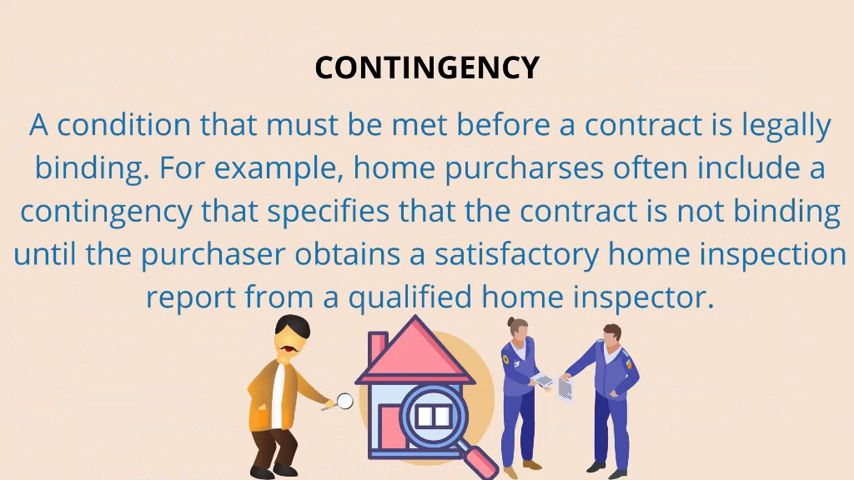 CONTINGENCY
A condition that must be met before a contract is legally
binding. For example, home purcharses often include a
contingency that specifies that the contract is not binding
until the purchaser obtains a satisfactory home inspection
report from a qualified home inspector.